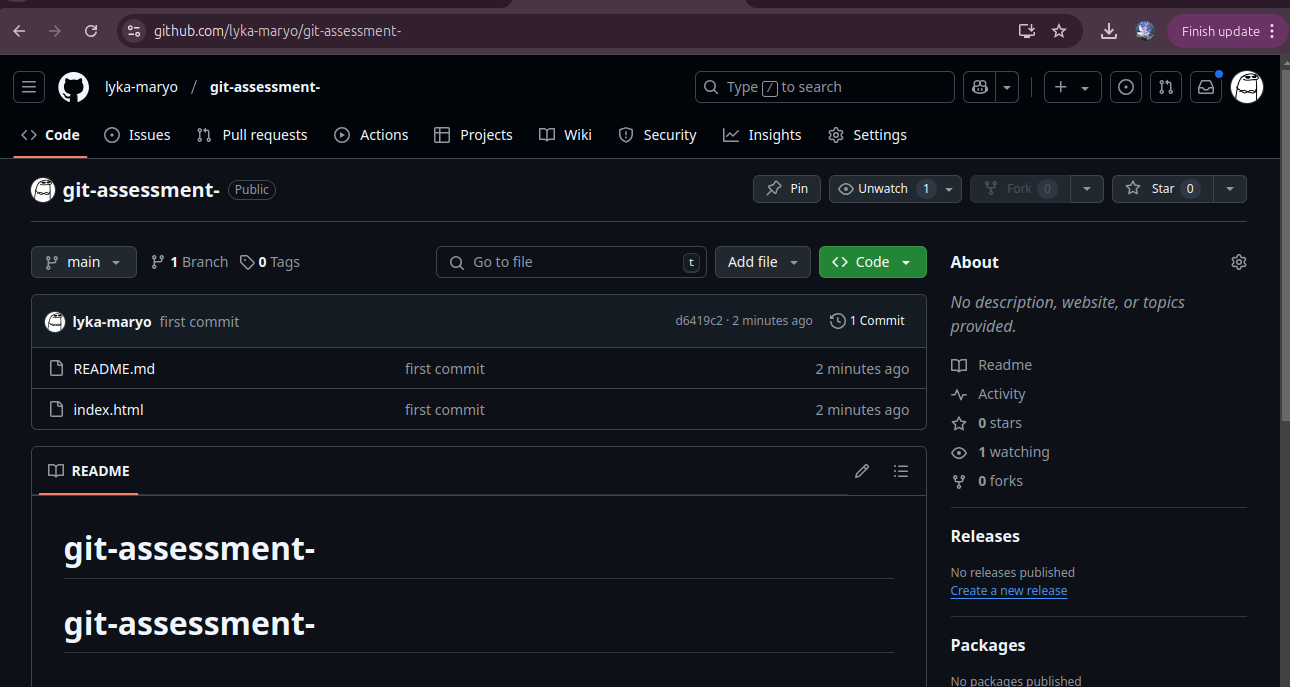 github.com/lyka-maryo/git-assessment-
Finish update
lyka-maryo / git-assessment-
Type / to search
Code Issues Pull requests Actions Projects Wiki Security Insights Settings
git-assessment- Public
Pin Unwatch 1 Fork 0 Star 0
main 1 Branch 0 Tags Go to file t Add file Code
lyka-maryo first commit d6419c2 · 2 minutes ago 1 Commit
README.md first commit 2 minutes ago
index.html first commit 2 minutes ago
README
git-assessment-
git-assessment-
About
No description, website, or topics
provided.
Readme
Activity
0 stars
1 watching
0 forks
Releases
No releases published
Create a new release
Packages
No packages published